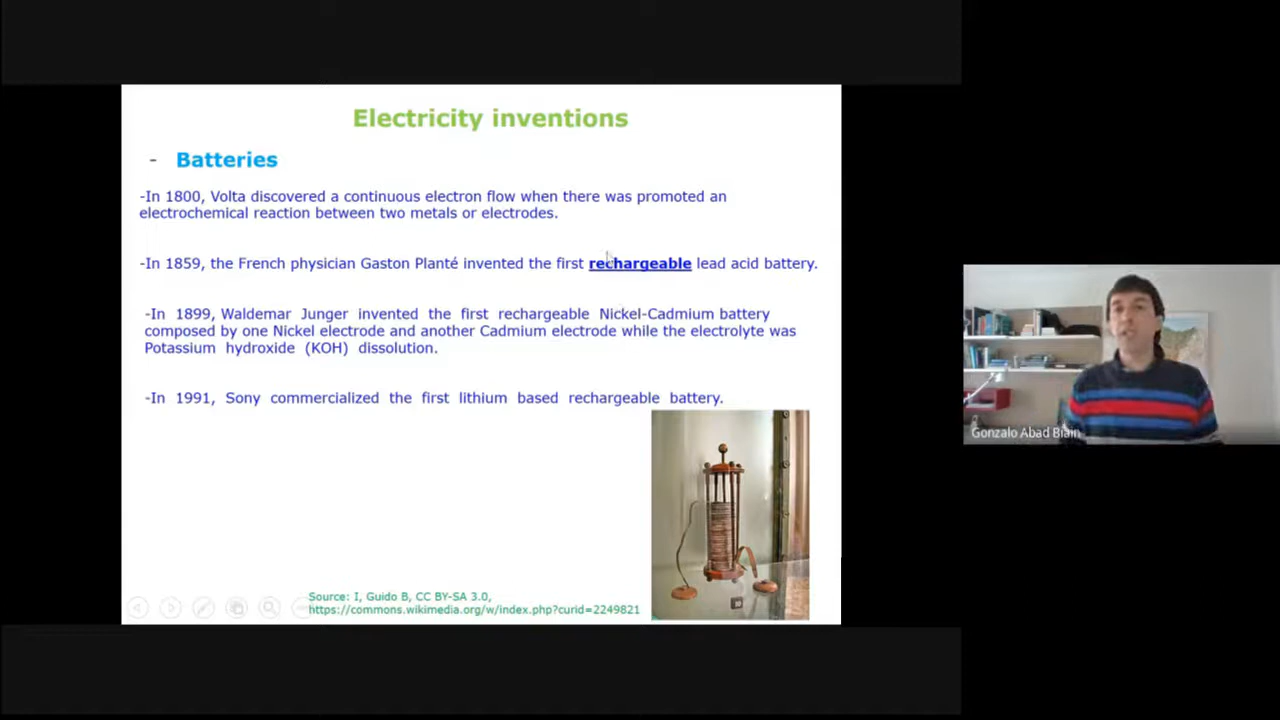 Electricity inventions
- Batteries
-In 1800, Volta discovered a continuous electron flow when there was promoted an
electrochemical reaction between two metals or electrodes.
-In 1859, the French physician Gaston Planté invented the first rechargeable lead acid battery.
-In 1899, Waldemar Junger invented the first rechargeable Nickel-Cadmium battery
composed by one Nickel electrode and another Cadmium electrode while the electrolyte was
Potassium hydroxide (KOH) dissolution.
-In 1991, Sony commercialized the first lithium based rechargeable battery.
Source: I, Guido B, CC BY-SA 3.0,
https://commons.wikimedia.org/w/index.php?curid=2249821
Gonzalo Abad Biain